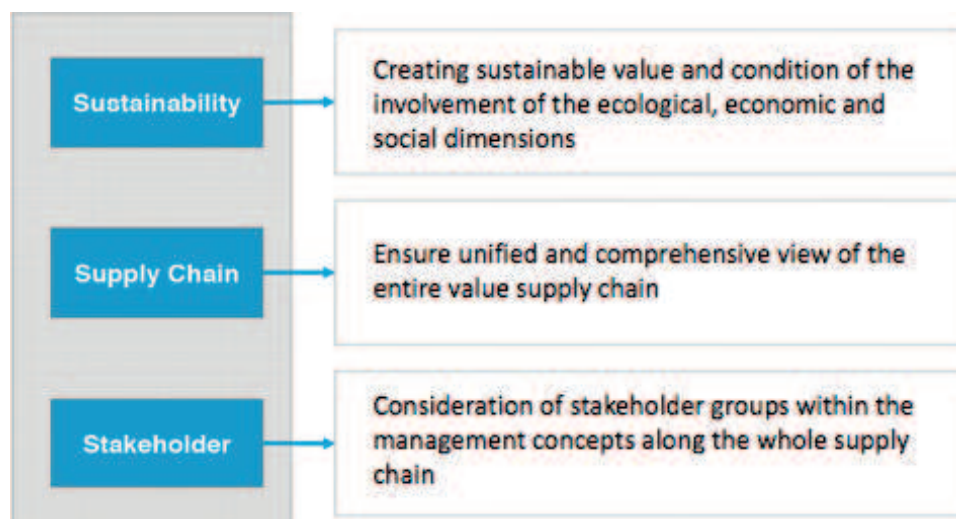 Sustainability
Creating sustainable value and condition of the
involvement of the ecological, economic and
social dimensions
Supply Chain
Ensure unified and comprehensive view of the
entire value supply chain
Stakeholder
Consideration of stakeholder groups within the
management concepts along the whole supply
chain